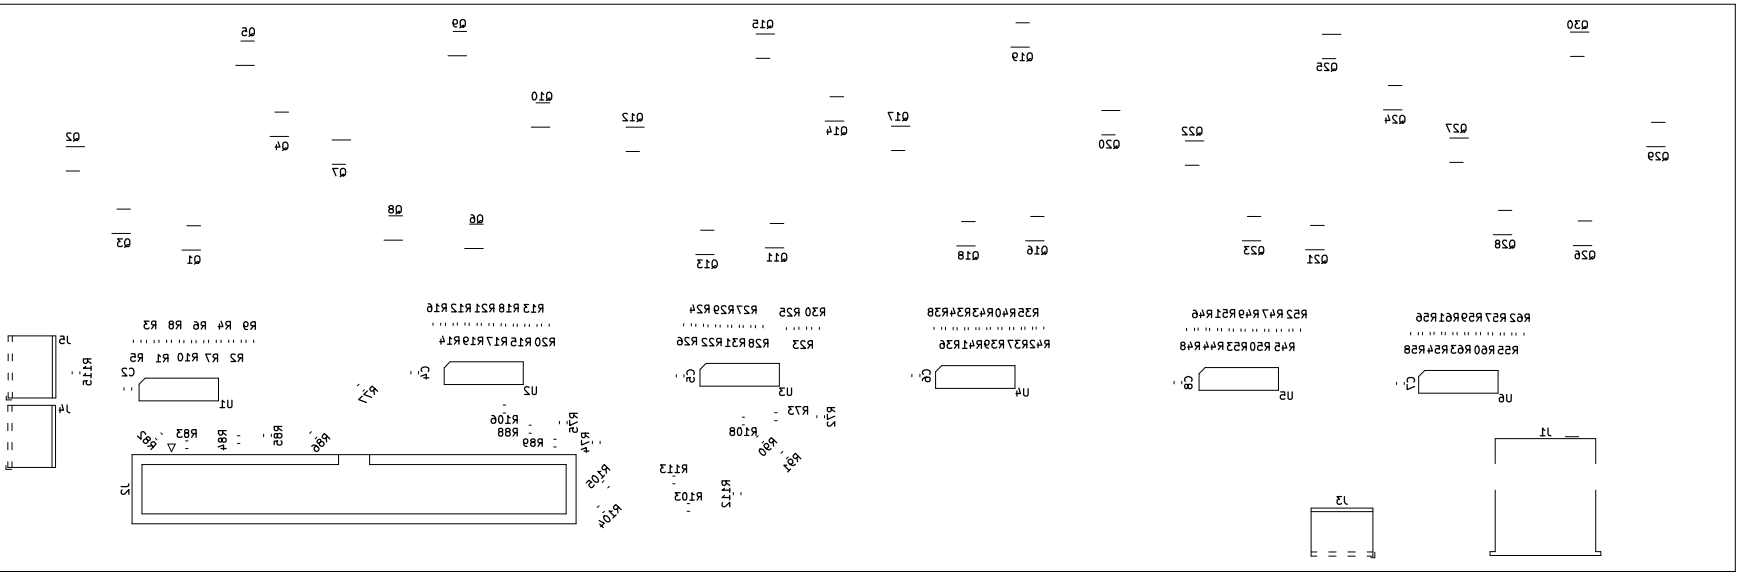 Q5
Q9
Q15
Q19
Q25
Q30
Q2
Q4
Q7
Q10
Q12
Q14
Q17
Q20
Q22
Q24
Q27
Q29
Q3
Q1
Q8
Q6
Q13
Q11
Q18
Q16
Q23
Q21
Q28
Q26
R3 R8 R6 R4 R9
R16 R12 R21 R18 R13
R24 R29 R27 R25 R30
R38 R34 R43 R40 R35
R46 R51 R49 R47 R52
R56 R61 R59 R57 R62
R5 R1 R10 R7 R2
R14 R19 R17 R15 R20
R26 R22 R31 R28 R23
R36 R41 R39 R37 R42
R48 R44 R53 R50 R45
R58 R54 R63 R60 R55
J5
R115
C2
U1
C4
U2
C5
U3
C6
U4
C8
U5
C7
U6
J4
R77
R82
R83
R84
R85
R86
R106
R88
R89
R75
R74
R73
R72
R108
R90
R91
J2
R105
R104
R113
R103
R112
J3
J1